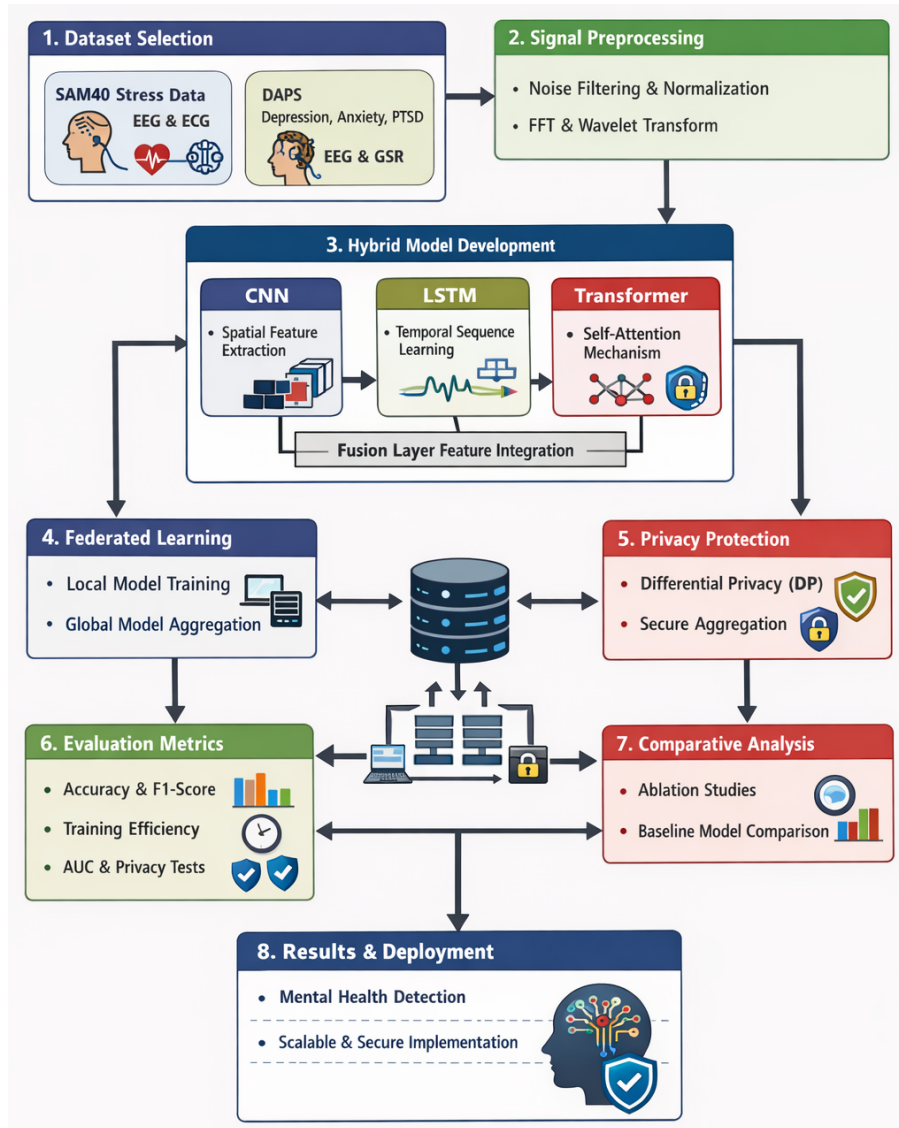 1. Dataset Selection
SAM40 Stress Data
EEG & ECG
DAPS
Depression, Anxiety, PTSD
EEG & GSR
2. Signal Preprocessing
• Noise Filtering & Normalization
• FFT & Wavelet Transform
3. Hybrid Model Development
CNN
• Spatial Feature
Extraction
LSTM
• Temporal Sequence
Learning
Transformer
• Self-Attention
Mechanism
Fusion Layer Feature Integration
4. Federated Learning
• Local Model Training
• Global Model Aggregation
5. Privacy Protection
• Differential Privacy (DP)
• Secure Aggregation
6. Evaluation Metrics
• Accuracy & F1-Score
• Training Efficiency
• AUC & Privacy Tests
7. Comparative Analysis
• Ablation Studies
• Baseline Model Comparison
8. Results & Deployment
• Mental Health Detection
• Scalable & Secure Implementation